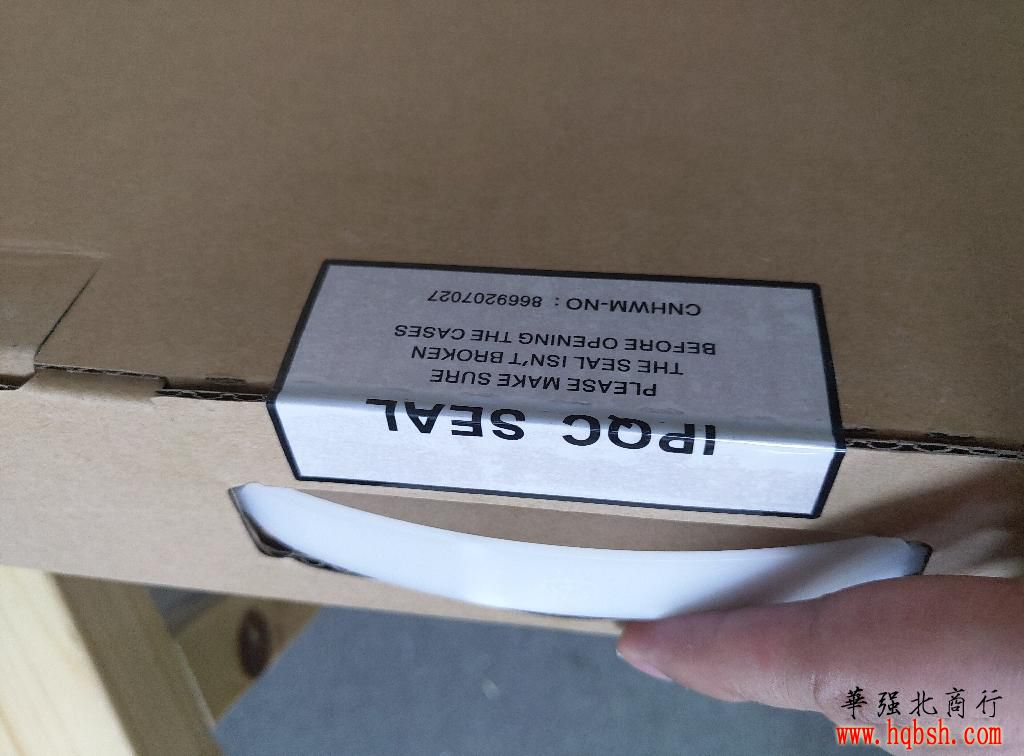 IPQC SEAL
PLEASE MAKE SURE
THE SEAL ISN'T BROKEN
BEFORE OPENING THE CASES
CNHWM-NO : 8669207027
華强北商行
www.hqbsh.com